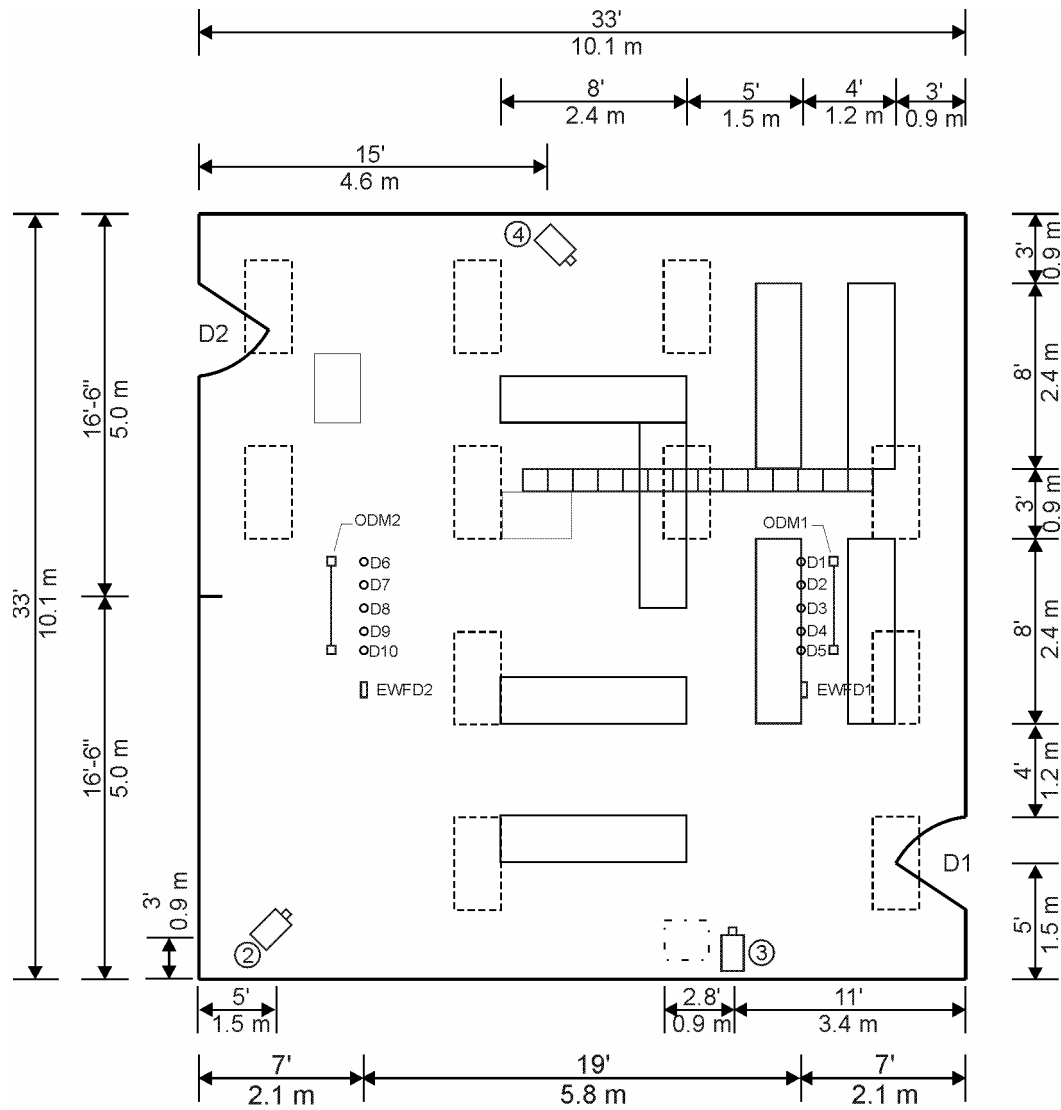 33'
10.1 m
8'
2.4 m
5'
1.5 m
4'
1.2 m
3'
0.9 m
15'
4.6 m
4
3'
0.9 m
D2
8'
2.4 m
16'-6"
5.0 m
3'
0.9 m
ODM2
ODM1
D6
D1
D7
D2
D8
D3
D9
D4
D10
D5
EWFD2
EWFD1
33'
10.1 m
8'
2.4 m
16'-6"
5.0 m
4'
1.2 m
D1
3'
0.9 m
2
3
5'
1.5 m
5'
1.5 m
2.8'
0.9 m
11'
3.4 m
7'
2.1 m
19'
5.8 m
7'
2.1 m